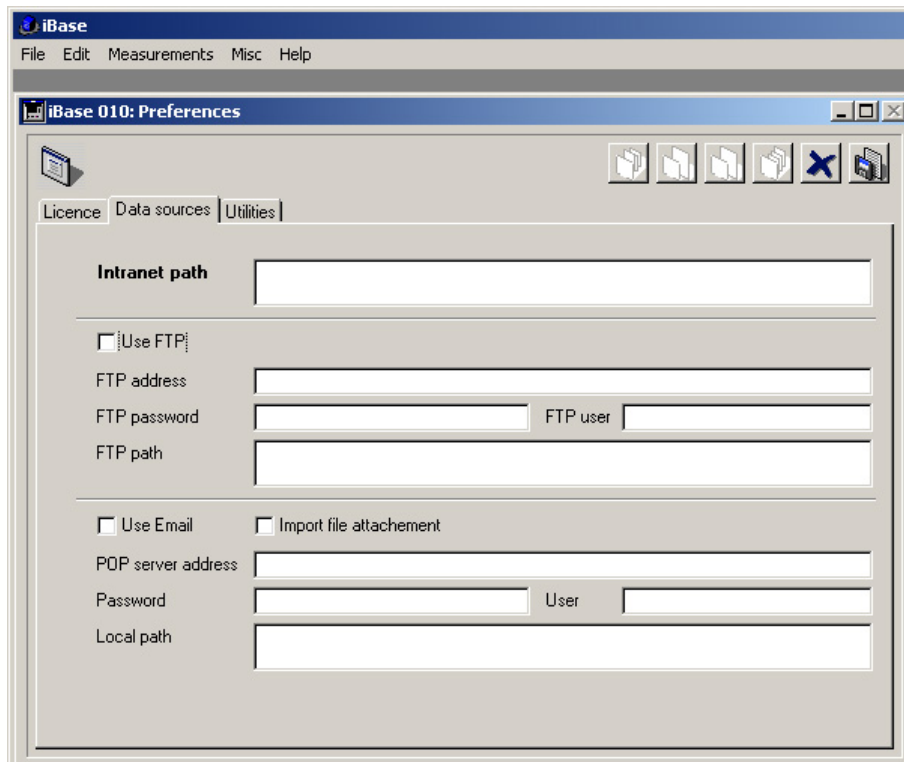 iBase
File Edit Measurements Misc Help
iBase 010: Preferences
Licence Data sources Utilities
Intranet path
Use FTP
FTP address
FTP password FTP user
FTP path
Use Email Import file attachement
POP server address
Password User
Local path